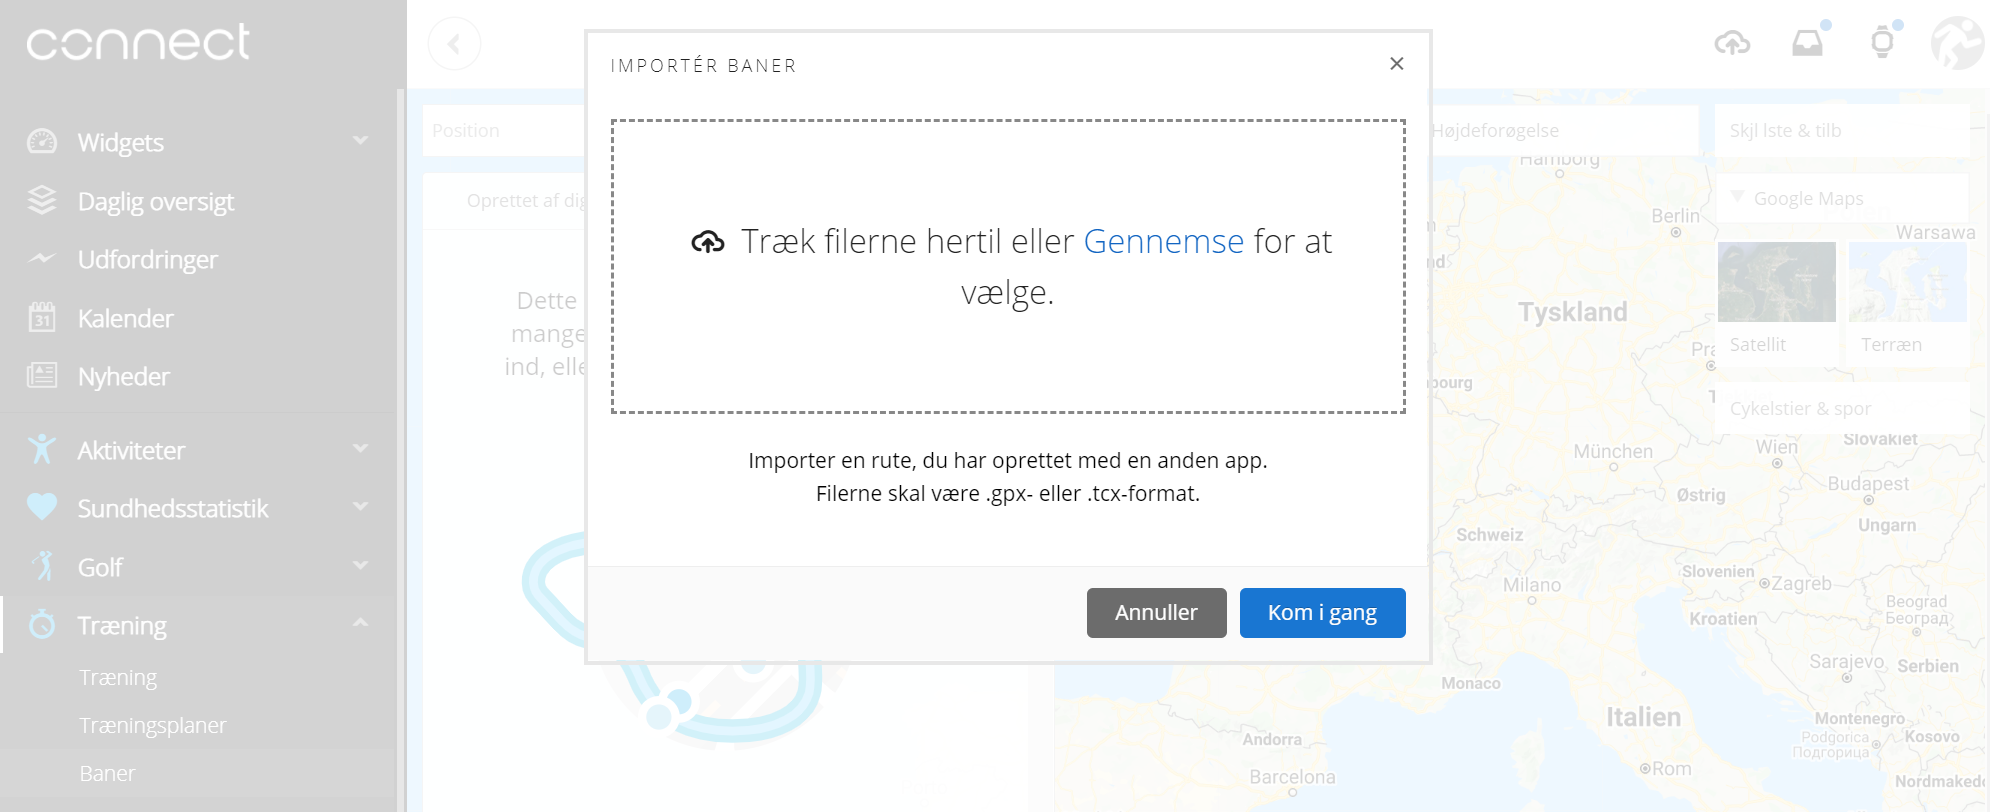 connect
Widgets
Daglig oversigt
Udfordringer
31
Kalender
Nyheder
Aktiviteter
Sundhedsstatistik
Golf
Træning
Træning
Træningsplaner
Baner
Position
Oprettet af dig
Dette
mange
ind, elle
IMPORTÉR BANER
×
Træk filerne hertil eller Gennemse for at
vælge.
Importer en rute, du har oprettet med en anden app.
Filerne skal være .gpx- eller .tcx-format.
Annuller
Kom i gang
Højdeforøgelse
Skjl lste & tilb
Google Maps
Satellit
Terræn
Cykelstier & spor
Hamborg
Berlin
Warsawa
Tyskland
München
Wien
Slovakiet
Budapest
Østrig
Ungarn
Schweiz
Milano
Slovenien
Zagreb
Kroatien
Beograd
Београд
Sarajevo
Serbien
Monaco
Italien
Montenegro
Podgorica
Подгорица
Kosovo
Andorra
Barcelona
Rom
Nordmakedo